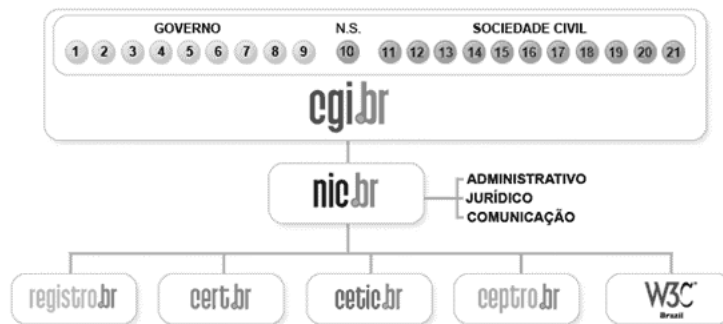 GOVERNO N.S. SOCIEDADE CIVIL
1 2 3 4 5 6 7 8 9 10 11 12 13 14 15 16 17 18 19 20 21
cgi.br
nic.br
ADMINISTRATIVO
JURÍDICO
COMUNICAÇÃO
registro.br cert.br cetic.br ceptro.br W3C
Brazil